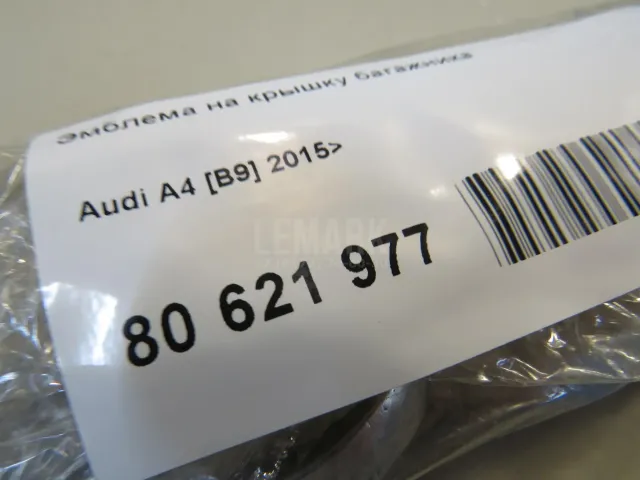 Эмблема на крышку багажника
Audi A4 [B9] 2015>
LEMARK
80 621 977